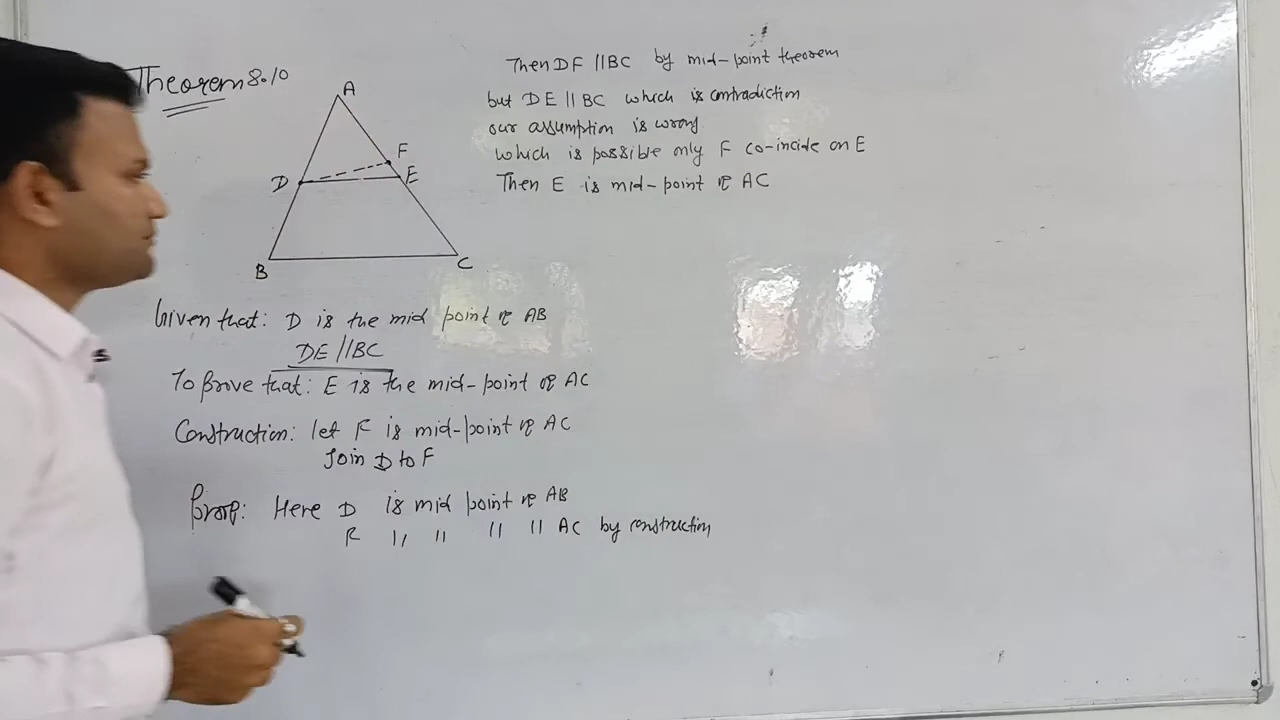 Theorem 8.10
A
F
D
E
B
C
Given that: D is the mid point of AB
DE // BC
To prove that: E is the mid-point of AC
Construction: let F is mid-point of AC
Join D to F
Proof: Here D is mid point of AB
F '' '' '' '' AC by construction
Then DF // BC by mid-point theorem
but DE // BC which is contradiction
our assumption is wrong
which is possible only F co-incide on E
Then E is mid-point of AC